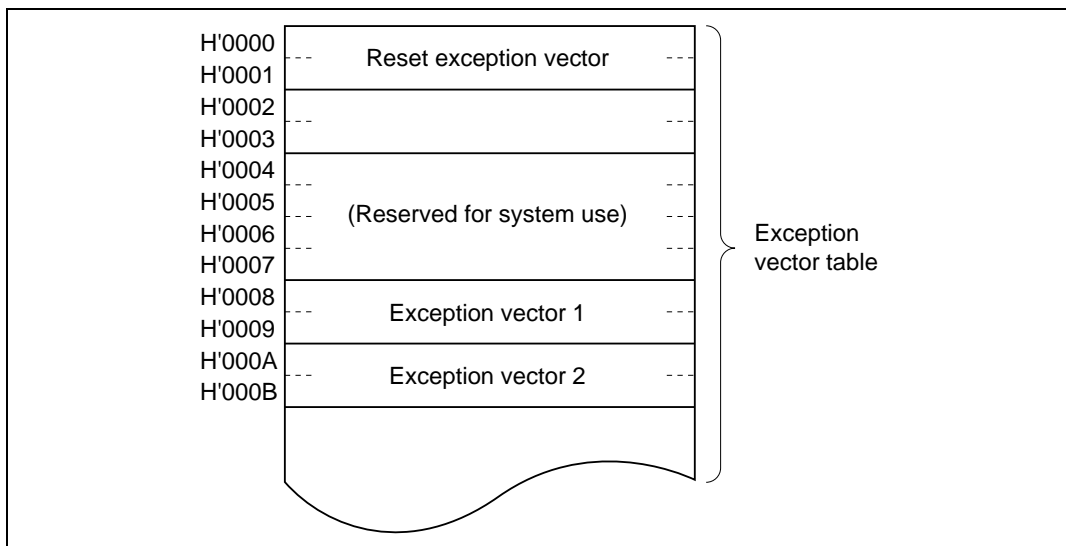 H'0000
H'0001
Reset exception vector
H'0002
H'0003
H'0004
H'0005
H'0006
H'0007
(Reserved for system use)
H'0008
H'0009
Exception vector 1
H'000A
H'000B
Exception vector 2
Exception
vector table